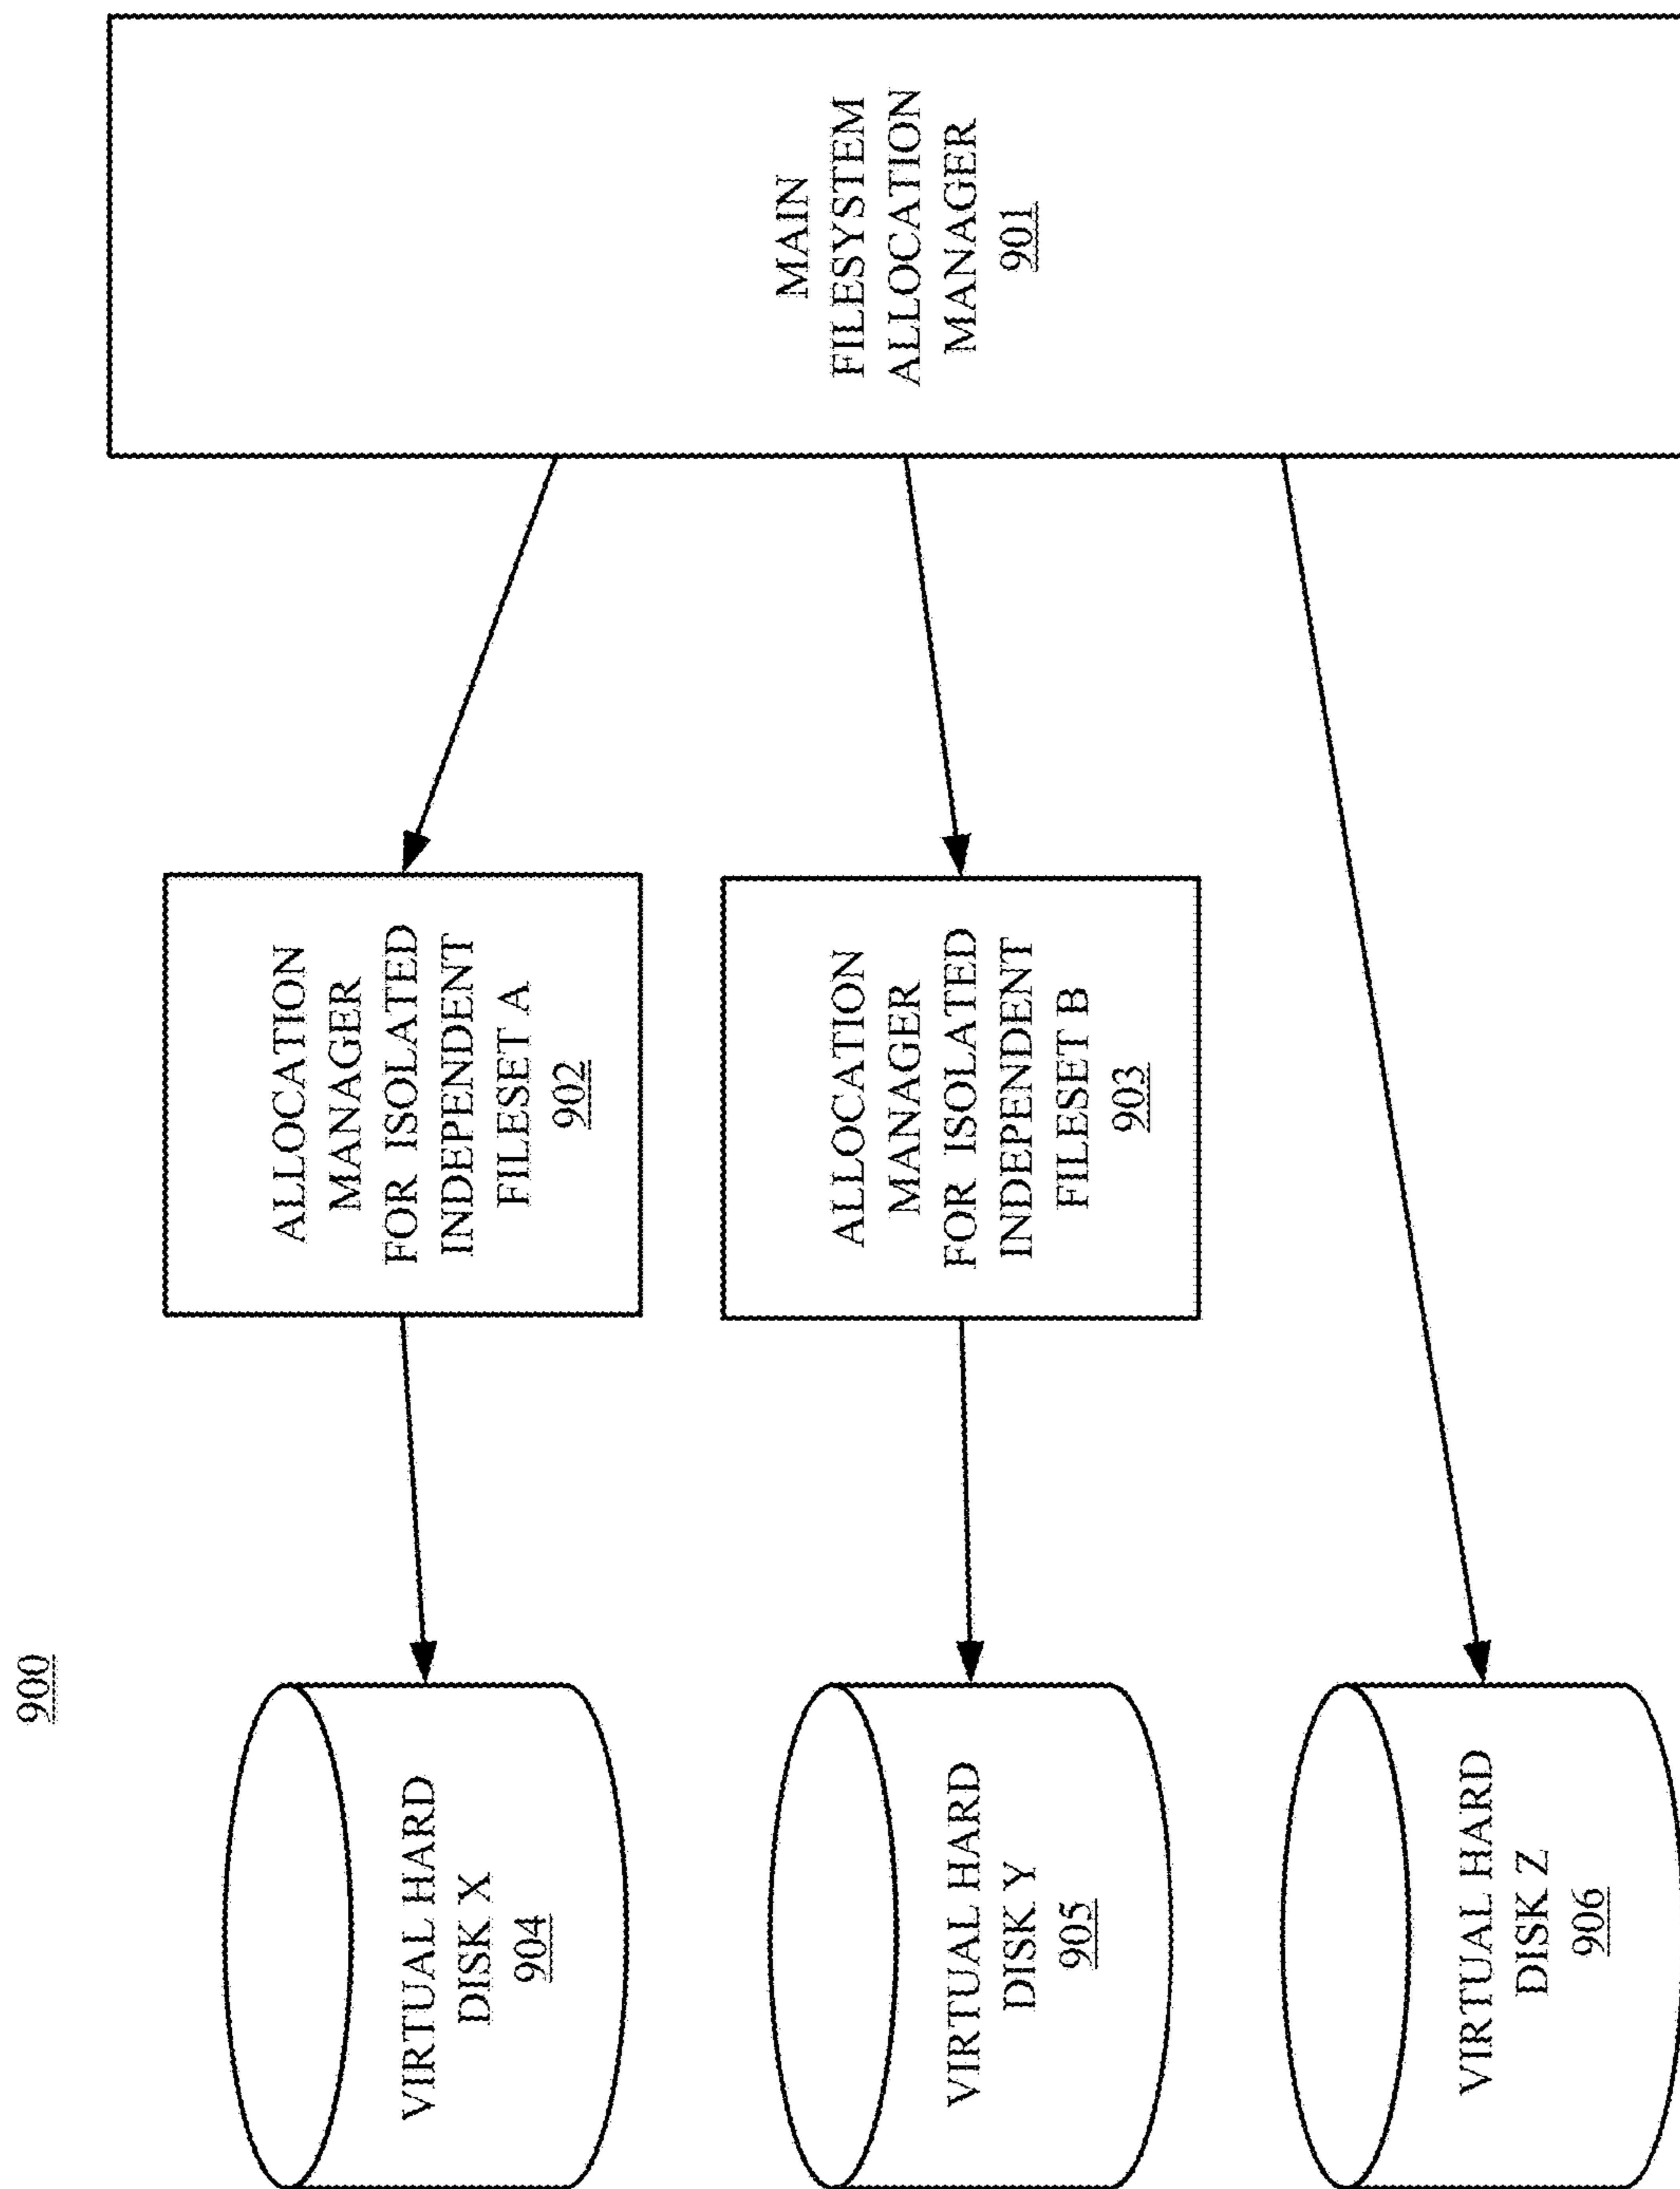 900
MAIN
FILESYSTEM
ALLOCATION
MANAGER
901
ALLOCATION
MANAGER
FOR ISOLATED
INDEPENDENT
FILESET A
902
ALLOCATION
MANAGER
FOR ISOLATED
INDEPENDENT
FILESET B
903
VIRTUAL HARD
DISK X
904
VIRTUAL HARD
DISK Y
905
VIRTUAL HARD
DISK Z
906